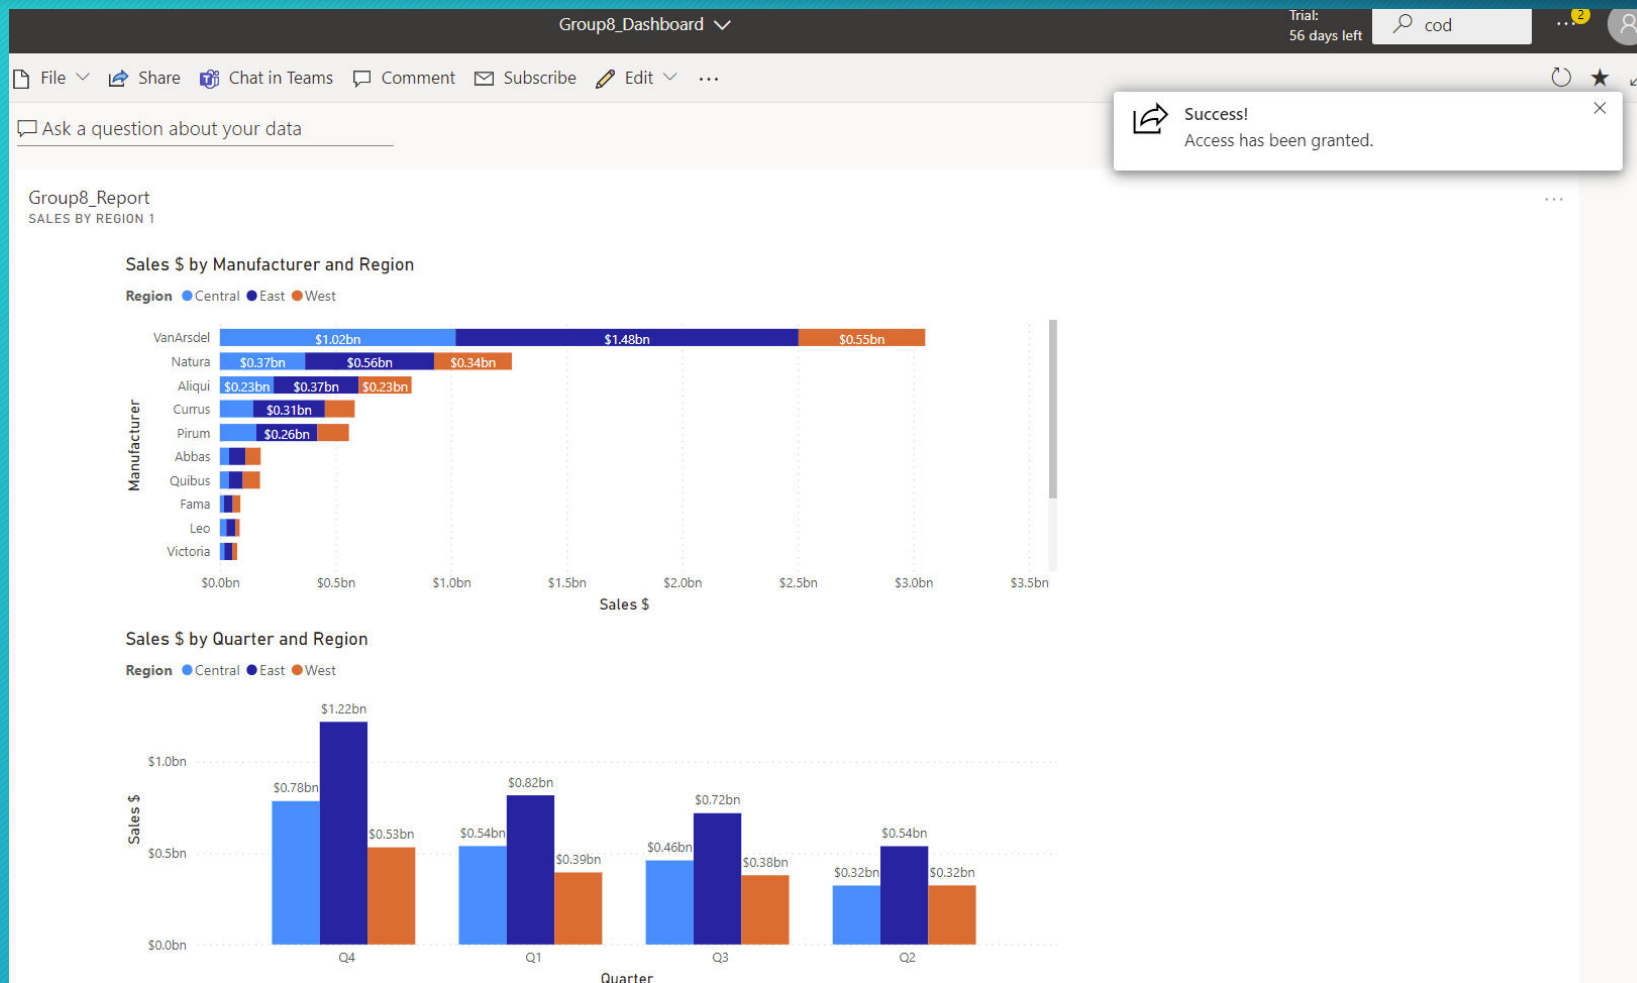 Group8_Dashboard
Trial:
56 days left
cod
2
File
Share
Chat in Teams
Comment
Subscribe
Edit
Ask a question about your data
Success!
Access has been granted.
Group8_Report
SALES BY REGION 1
Sales $ by Manufacturer and Region
Region Central East West
Manufacturer
VanArsdel $1.02bn $1.48bn $0.55bn
Natura $0.37bn $0.56bn $0.34bn
Aliqui $0.23bn $0.37bn $0.23bn
Currus $0.31bn
Pirum $0.26bn
Abbas
Quibus
Fama
Leo
Victoria
$0.0bn $0.5bn $1.0bn $1.5bn $2.0bn $2.5bn $3.0bn $3.5bn
Sales $
Sales $ by Quarter and Region
Region Central East West
Sales $
$1.0bn
$0.5bn
$0.0bn
$0.78bn $1.22bn $0.53bn
$0.54bn $0.82bn $0.39bn
$0.46bn $0.72bn $0.38bn
$0.32bn $0.54bn $0.32bn
Q4 Q1 Q3 Q2
Quarter